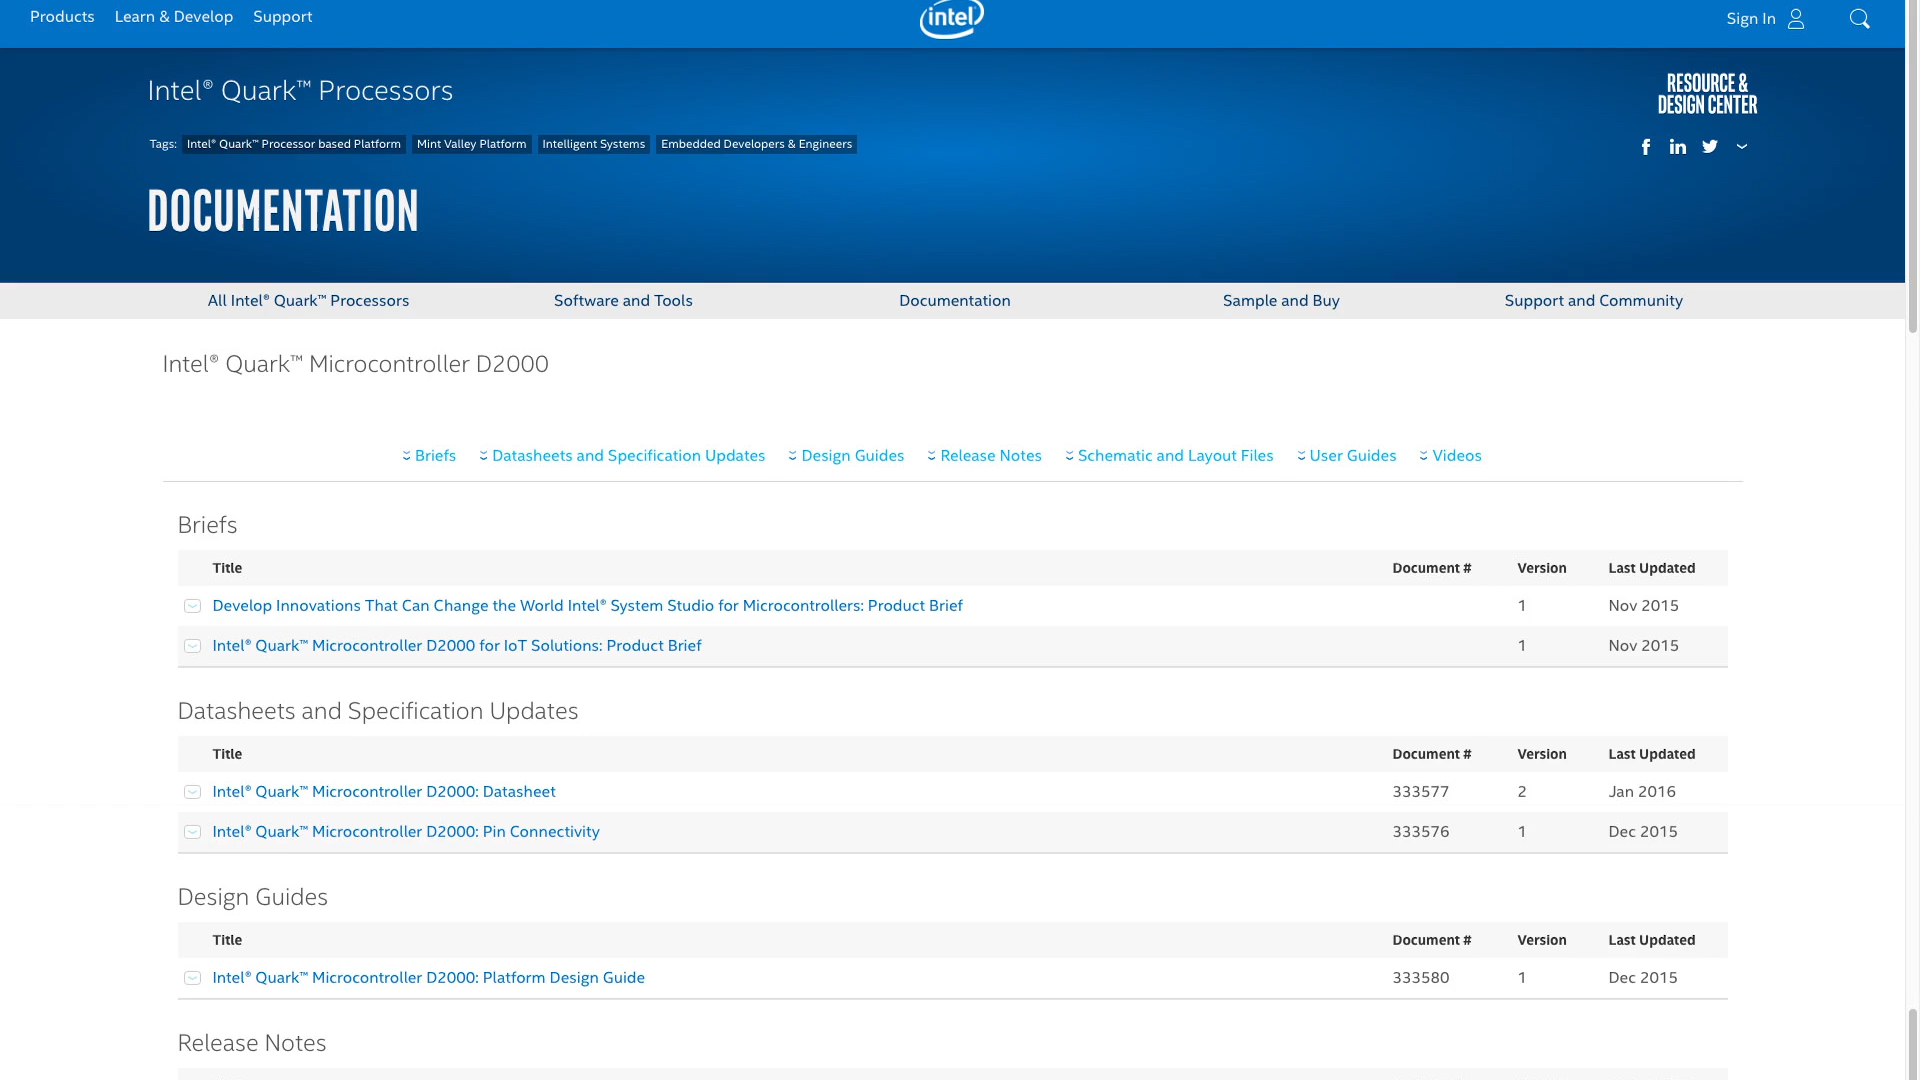 Products Learn & Develop Support intel Sign In
Intel® Quark™ Processors
RESOURCE &
DESIGN CENTER
Tags: Intel® Quark™ Processor based Platform Mint Valley Platform Intelligent Systems Embedded Developers & Engineers
DOCUMENTATION
All Intel® Quark™ Processors Software and Tools Documentation Sample and Buy Support and Community
Intel® Quark™ Microcontroller D2000
Briefs Datasheets and Specification Updates Design Guides Release Notes Schematic and Layout Files User Guides Videos
Briefs
Title Document # Version Last Updated
Develop Innovations That Can Change the World Intel® System Studio for Microcontrollers: Product Brief 1 Nov 2015
Intel® Quark™ Microcontroller D2000 for IoT Solutions: Product Brief 1 Nov 2015
Datasheets and Specification Updates
Title Document # Version Last Updated
Intel® Quark™ Microcontroller D2000: Datasheet 333577 2 Jan 2016
Intel® Quark™ Microcontroller D2000: Pin Connectivity 333576 1 Dec 2015
Design Guides
Title Document # Version Last Updated
Intel® Quark™ Microcontroller D2000: Platform Design Guide 333580 1 Dec 2015
Release Notes